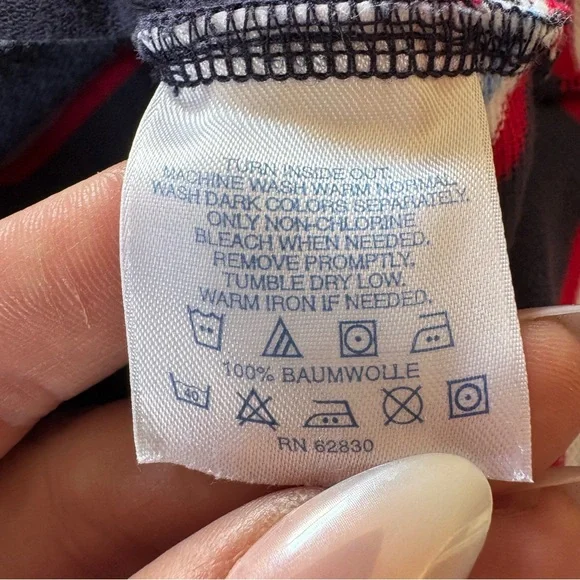 TURN INSIDE OUT.
MACHINE WASH WARM NORMAL.
WASH DARK COLORS SEPARATELY.
ONLY NON-CHLORINE
BLEACH WHEN NEEDED.
REMOVE PROMPTLY.
TUMBLE DRY LOW.
WARM IRON IF NEEDED.
100% BAUMWOLLE
40
RN 62830